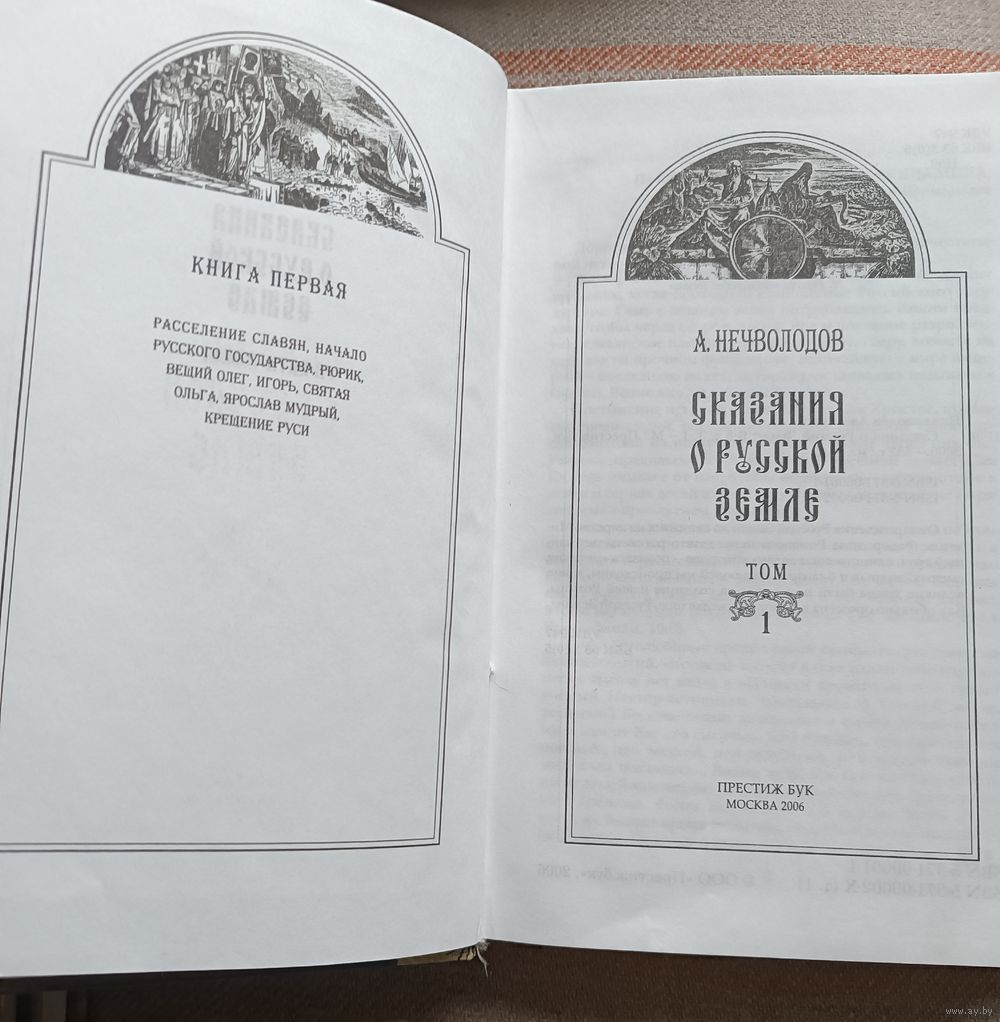 КНИГА ПЕРВАЯ
РАССЕЛЕНИЕ СЛАВЯН, НАЧАЛО
РУССКОГО ГОСУДАРСТВА, РЮРИК,
ВЕЩИЙ ОЛЕГ, ИГОРЬ, СВЯТАЯ
ОЛЬГА, ЯРОСЛАВ МУДРЫЙ,
КРЕЩЕНИЕ РУСИ
А. НЕЧВОЛОДОВ
СКАЗАНИЯ
О РУССКОЙ
ЗЕМЛЕ
ТОМ
1
ПРЕСТИЖ БУК
МОСКВА 2006
www.ay.by